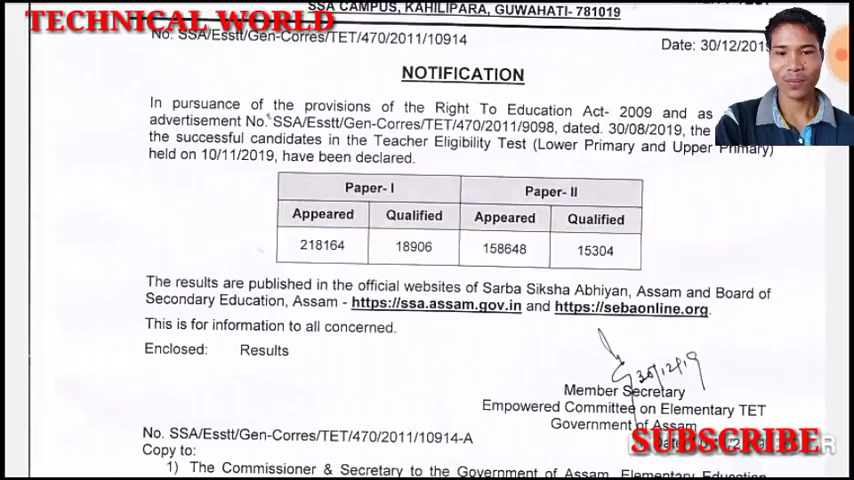 SSA CAMPUS, KAHILIPARA, GUWAHATI- 781019
TECHNICAL WORLD
No. SSA/Esstt/Gen-Corres/TET/470/2011/10914
Date: 30/12/2019
NOTIFICATION
In pursuance of the provisions of the Right To Education Act- 2009 and as
advertisement No. SSA/Esstt/Gen-Corres/TET/470/2011/9098, dated. 30/08/2019, the
the successful candidates in the Teacher Eligibility Test (Lower Primary and Upper Primary)
held on 10/11/2019, have been declared.
Paper- I Paper- II
Appeared Qualified Appeared Qualified
218164 18906 158648 15304
The results are published in the official websites of Sarba Siksha Abhiyan, Assam and Board of
Secondary Education, Assam - https://ssa.assam.gov.in and https://sebaonline.org.
This is for information to all concerned.
Enclosed: Results
30/12/19
Member Secretary
Empowered Committee on Elementary TET
Government of Assam
No. SSA/Esstt/Gen-Corres/TET/470/2011/10914-A
SUBSCRIBE
Copy to:
1) The Commissioner & Secretary to the Government of Assam, Elementary Education